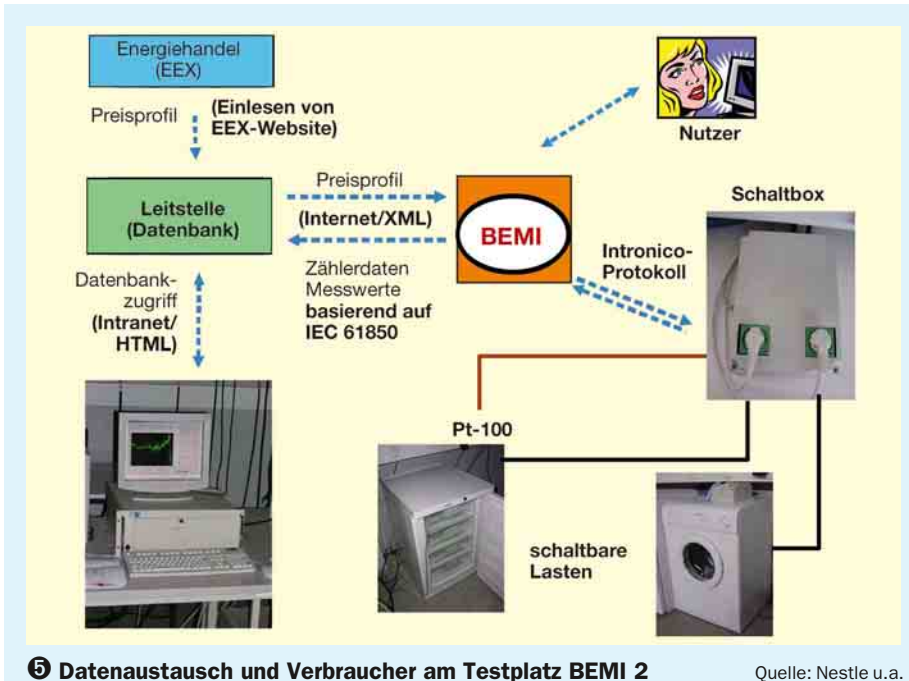 Energiehandel
(EEX)
Preisprofil
(Einlesen von
EEX-Website)
Nutzer
Leitstelle
(Datenbank)
Preisprofil
(Internet/XML)
BEMI
Schaltbox
Zählerdaten
Messwerte
basierend auf
IEC 61850
Intronico-
Protokoll
Datenbank-
zugriff
(Intranet/
HTML)
Pt-100
schaltbare
Lasten
❺ Datenaustausch und Verbraucher am Testplatz BEMI 2
Quelle: Nestle u.a.